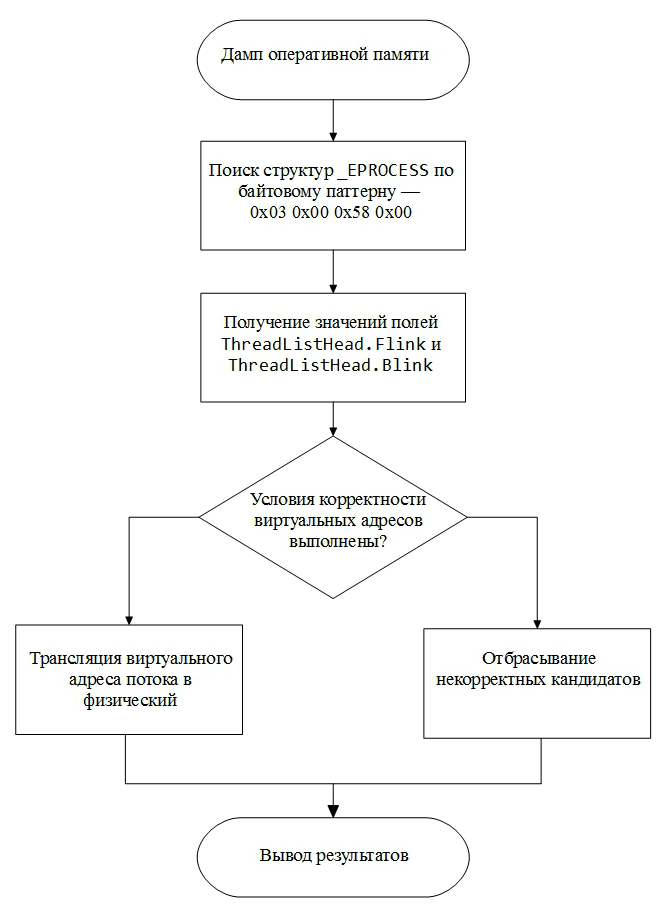 Дамп оперативной памяти
Поиск структур _EPROCESS по
байтовому паттерну —
0x03 0x00 0x58 0x00
Получение значений полей
ThreadListHead.Flink и
ThreadListHead.Blink
Условия корректности
виртуальных адресов
выполнены?
Трансляция виртуального
адреса потока в
физический
Отбрасывание
некорректных кандидатов
Вывод результатов